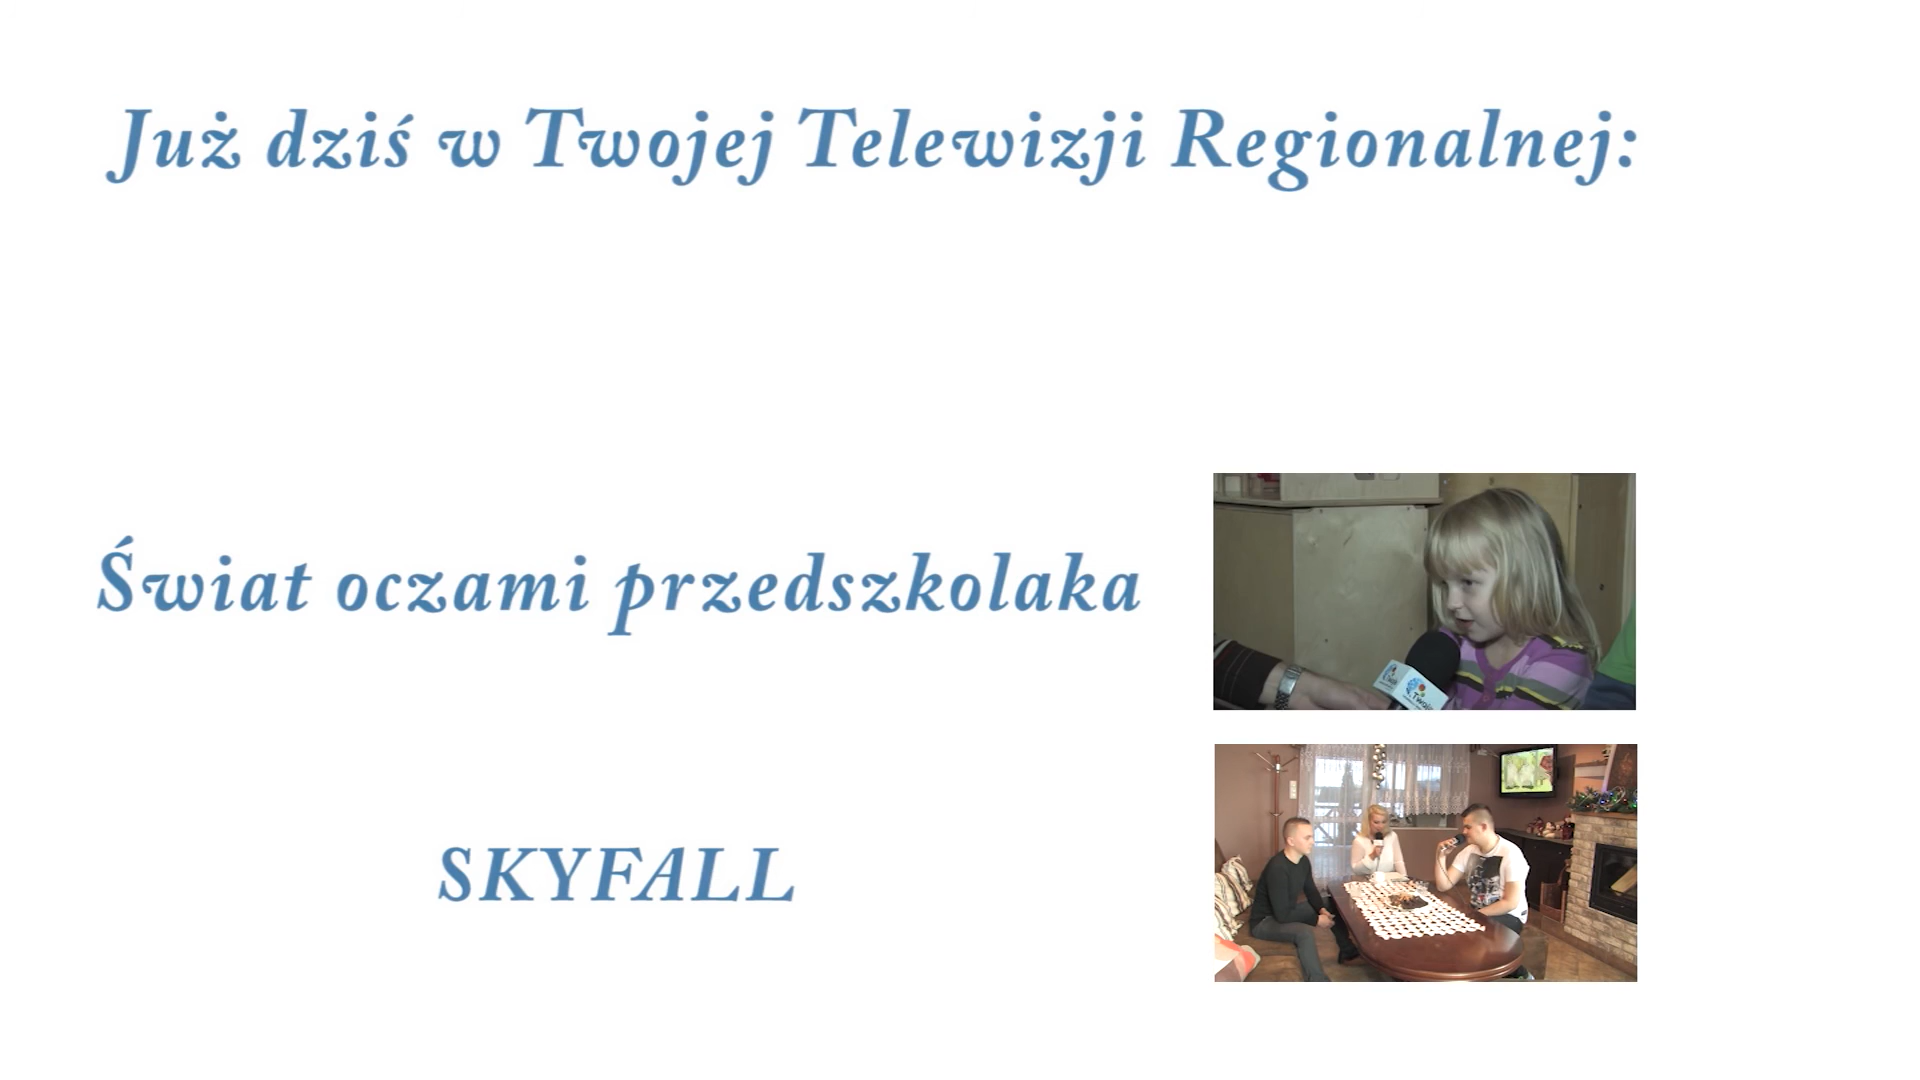 Już dziś w Twojej Telewizji Regionalnej:
Świat oczami przedszkolaka
SKYFALL